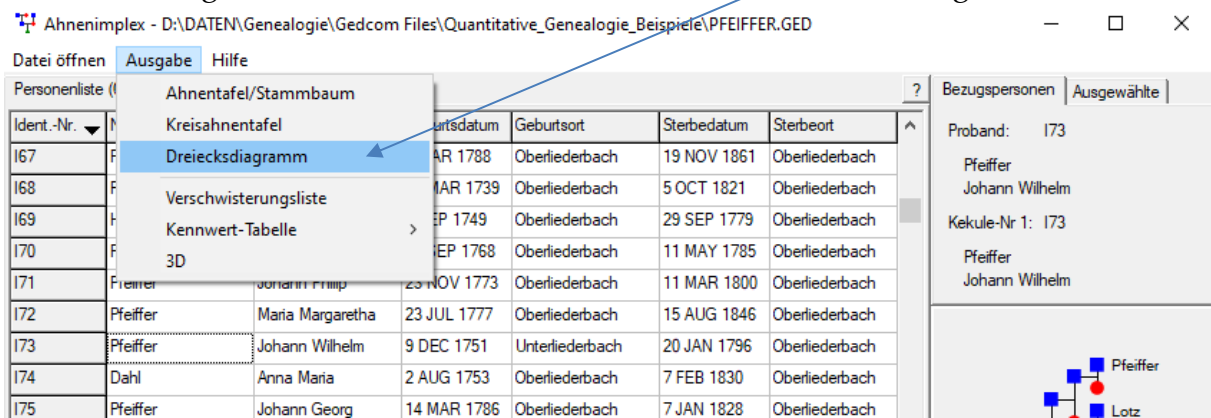 Ahnenimplex - D:\DATEN\Genealogie\Gedcom Files\Quantitative_Genealogie_Beispiele\PFEIFFER.GED
Datei öffnen Ausgabe Hilfe
Personenliste ? Bezugspersonen Ausgewählte
Ahnentafel/Stammbaum
Kreisahnentafel
Dreiecksdiagramm
Verschwisterungsliste
Kennwert-Tabelle
3D
Ident.-Nr. Geburtsort Sterbedatum Sterbeort
I67 1788 Oberliederbach 19 NOV 1861 Oberliederbach
I68 MAR 1739 Oberliederbach 5 OCT 1821 Oberliederbach
I69 1749 Oberliederbach 29 SEP 1779 Oberliederbach
I70 SEP 1768 Oberliederbach 11 MAY 1785 Oberliederbach
I71 Pfeiffer Johann Philip 23 NOV 1773 Oberliederbach 11 MAR 1800 Oberliederbach
I72 Pfeiffer Maria Margaretha 23 JUL 1777 Oberliederbach 15 AUG 1846 Oberliederbach
I73 Pfeiffer Johann Wilhelm 9 DEC 1751 Unterliederbach 20 JAN 1796 Oberliederbach
I74 Dahl Anna Maria 2 AUG 1753 Oberliederbach 7 FEB 1830 Oberliederbach
I75 Pfeiffer Johann Georg 14 MAR 1786 Oberliederbach 7 JAN 1828 Oberliederbach
Proband: I73
Pfeiffer
Johann Wilhelm
Kekule-Nr 1: I73
Pfeiffer
Johann Wilhelm
Pfeiffer
Lotz